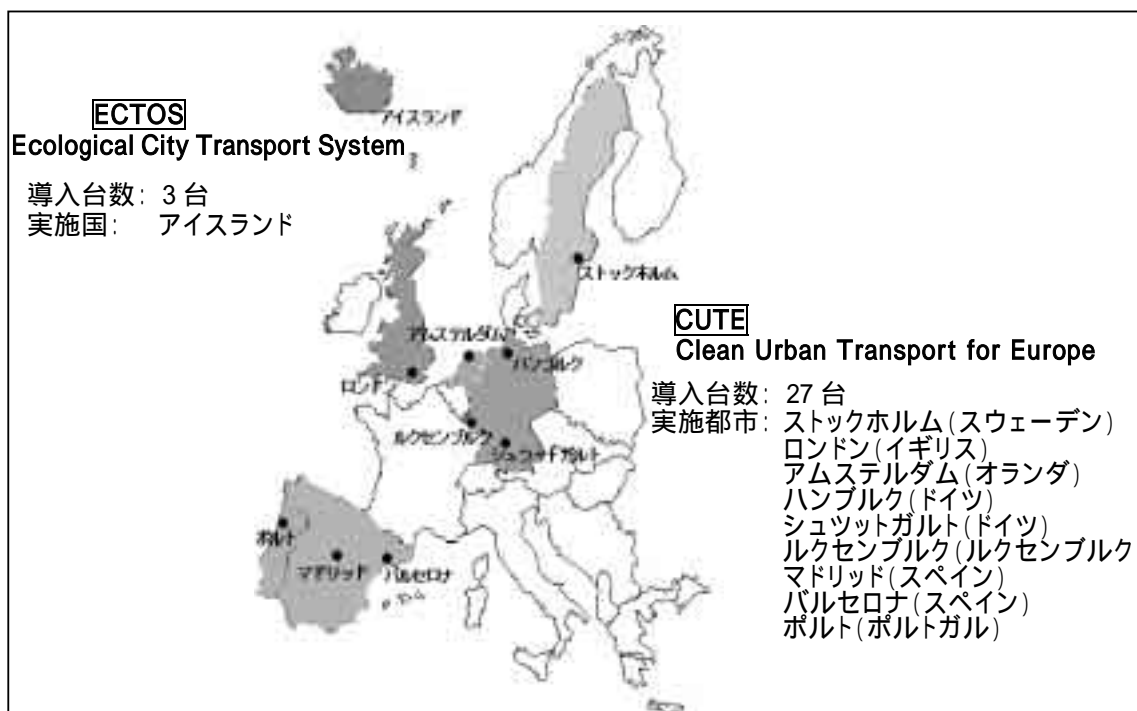 ECTOS
Ecological City Transport System
導入台数: 3台
実施国: アイスランド
アイスランド
ストックホルム
アムステルダム
ハンブルク
ロンドン
ルクセンブルク
シュツットガルト
ポルト
マドリッド
バルセロナ
CUTE
Clean Urban Transport for Europe
導入台数: 27台
実施都市: ストックホルム(スウェーデン)
ロンドン(イギリス)
アムステルダム(オランダ)
ハンブルク(ドイツ)
シュツットガルト(ドイツ)
ルクセンブルク(ルクセンブルク
マドリッド(スペイン)
バルセロナ(スペイン)
ポルト(ポルトガル)